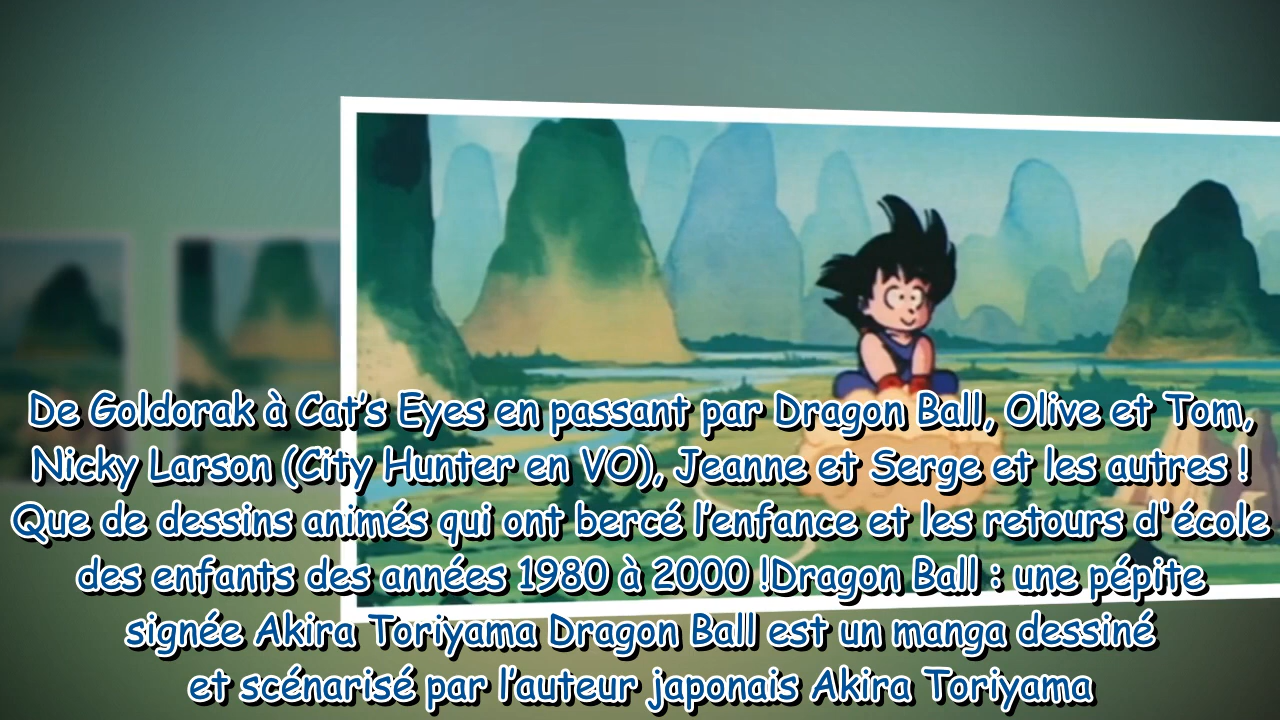 De Goldorak à Cat’s Eyes en passant par Dragon Ball, Olive et Tom,
Nicky Larson (City Hunter en VO), Jeanne et Serge et les autres !
Que de dessins animés qui ont bercé l’enfance et les retours d'école
des enfants des années 1980 à 2000 !Dragon Ball : une pépite
signée Akira Toriyama Dragon Ball est un manga dessiné
et scénarisé par l’auteur japonais Akira Toriyama